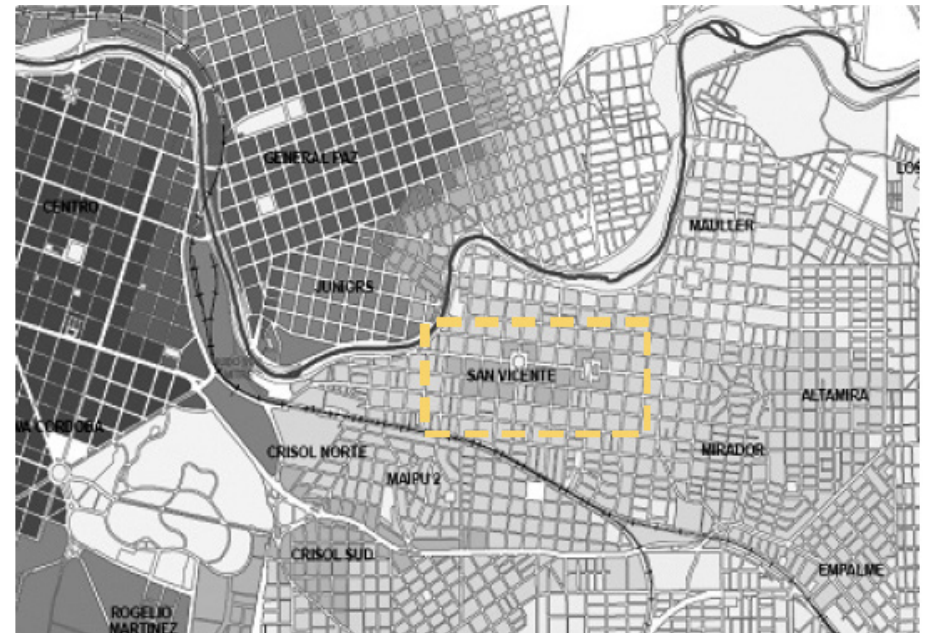 GENERAL PAZ
LOS
CENTRO
MAULLER
JUNIORS
SAN VICENTE
ALTAMIRA
CORDOBA
CRISOL NORTE
MIRADOR
MAIPU 2
CRISOL SUD
EMPALME
ROGELIO
MARTINEZ